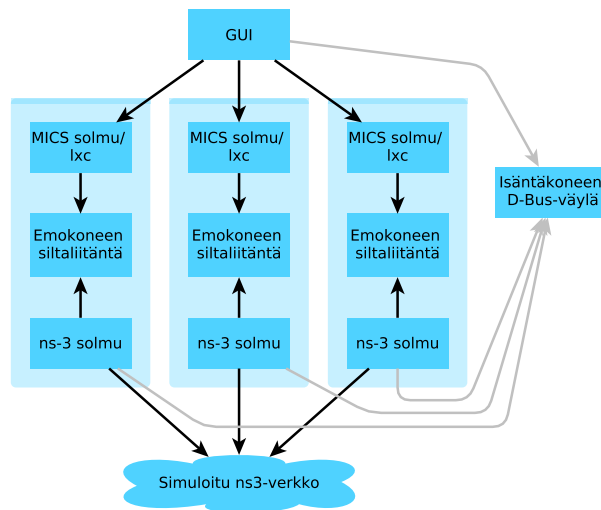 GUI
MICS solmu/
lxc
MICS solmu/
lxc
MICS solmu/
lxc
Isäntäkoneen
D-Bus-väylä
Emokoneen
siltaliitäntä
Emokoneen
siltaliitäntä
Emokoneen
siltaliitäntä
ns-3 solmu
ns-3 solmu
ns-3 solmu
Simuloitu ns3-verkko